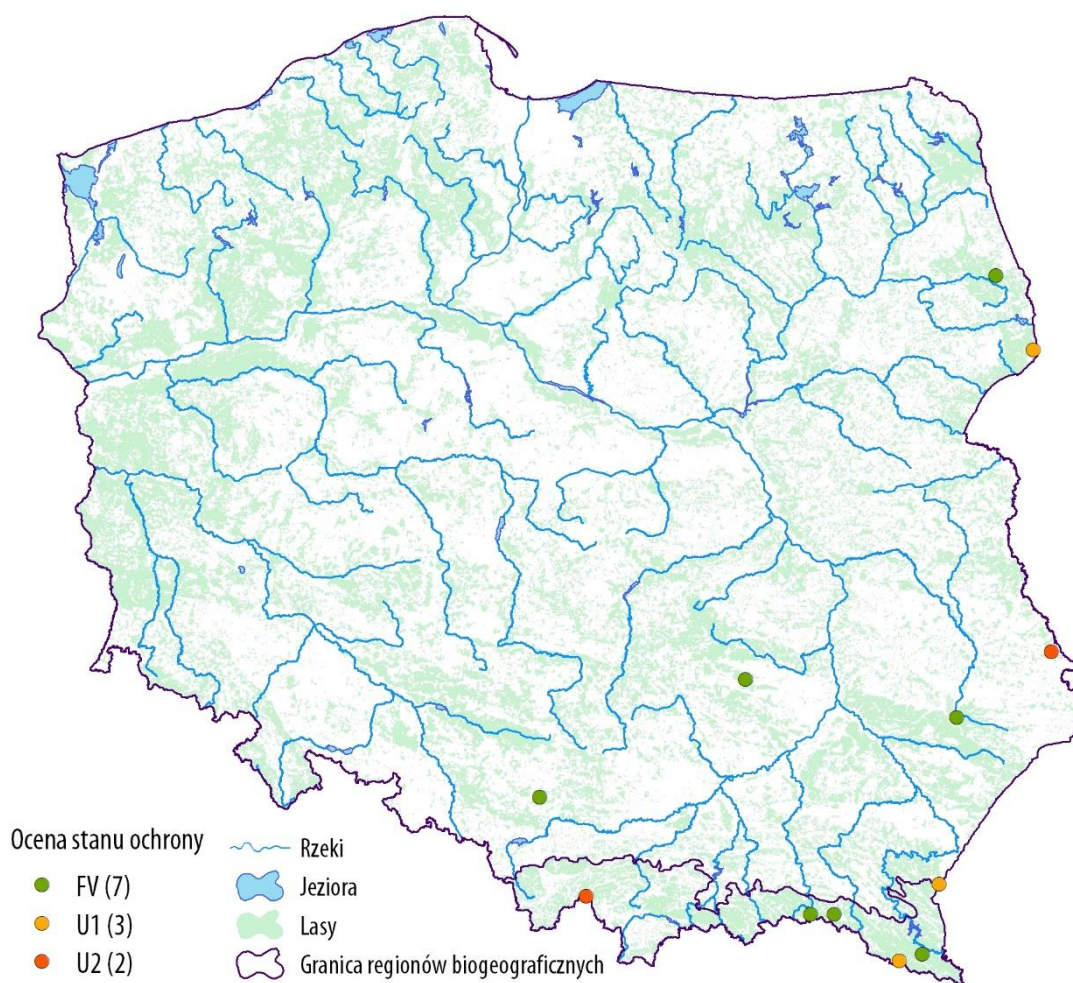 Ocena stanu ochrony
FV (7)
U1 (3)
U2 (2)
Rzeki
Jeziora
Lasy
Granica regionów biogeograficznych